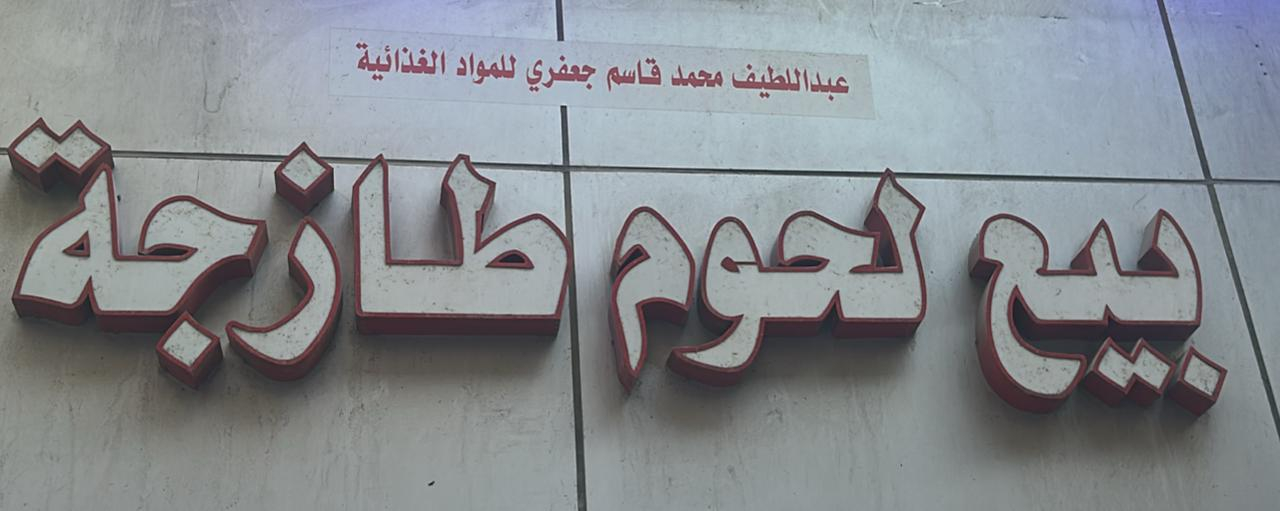 عبداللطيف محمد قاسم جعفري للمواد الغذائية
بيع لحوم طازجة